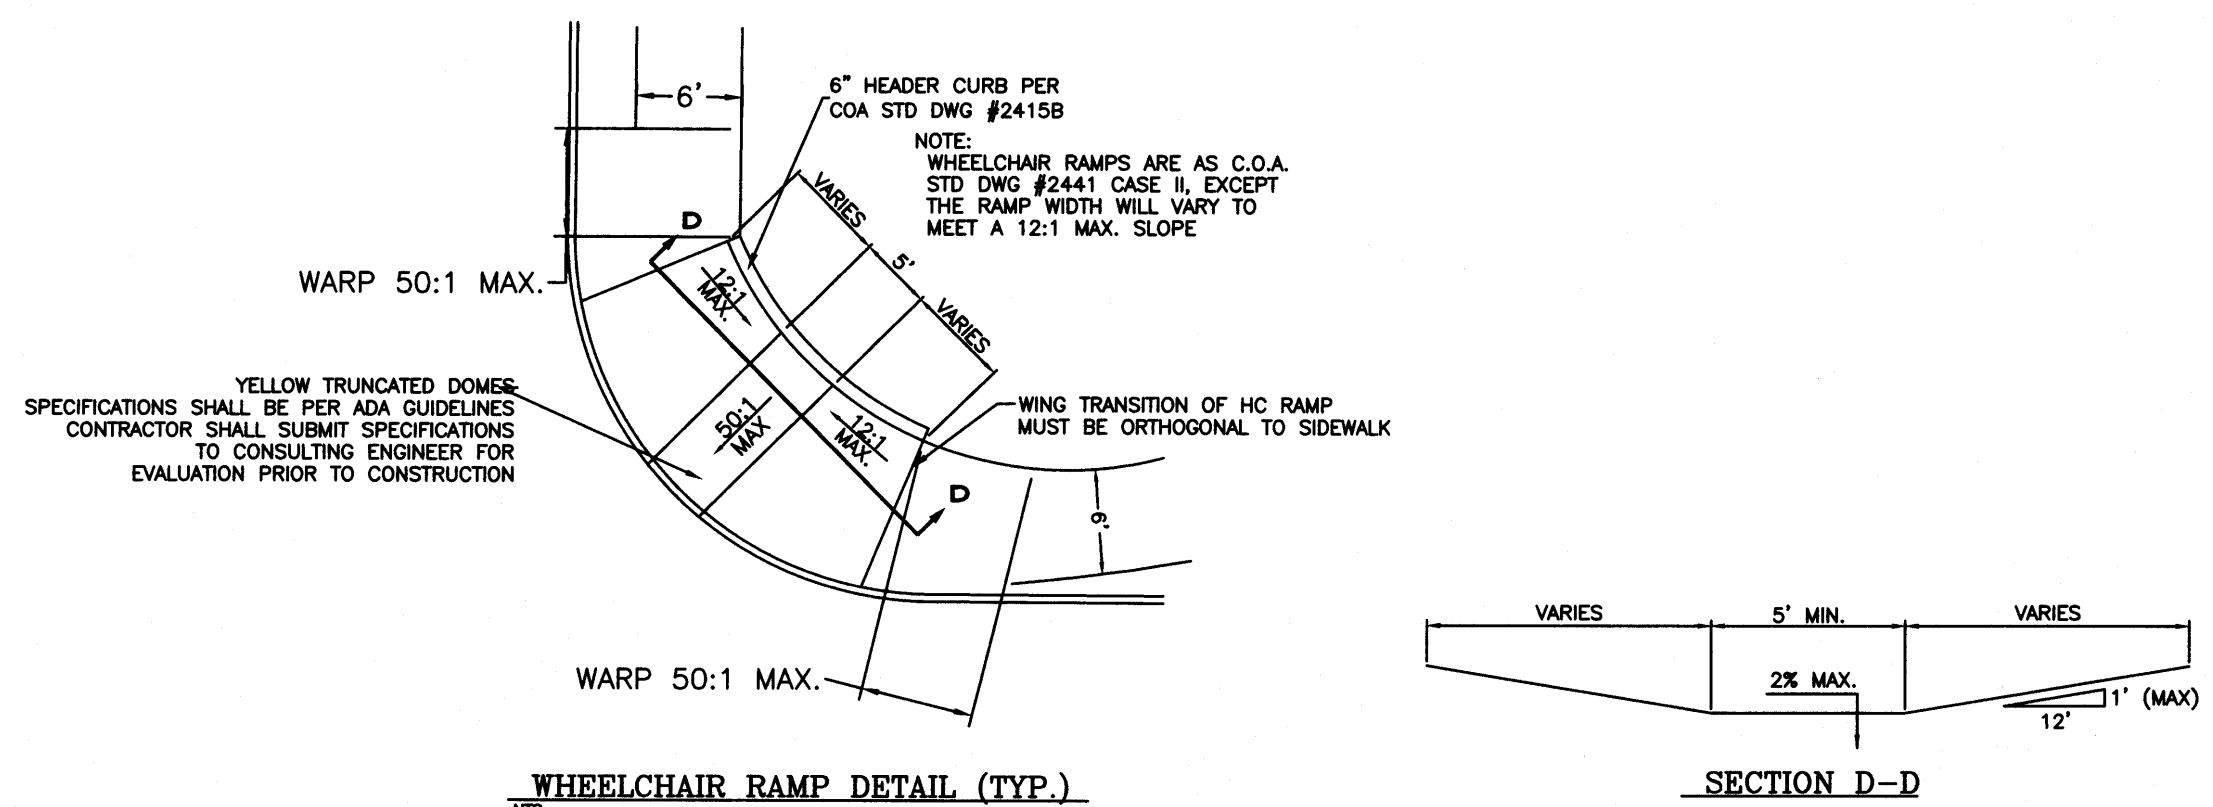 6'
6" HEADER CURB PER
COA STD DWG #2415B
NOTE:
WHEELCHAIR RAMPS ARE AS C.O.A.
STD DWG #2441 CASE II, EXCEPT
THE RAMP WIDTH WILL VARY TO
MEET A 12:1 MAX. SLOPE
VARIES
5'
VARIES
D
12:1
MAX.
WARP 50:1 MAX.
YELLOW TRUNCATED DOMES
SPECIFICATIONS SHALL BE PER ADA GUIDELINES
CONTRACTOR SHALL SUBMIT SPECIFICATIONS
TO CONSULTING ENGINEER FOR
EVALUATION PRIOR TO CONSTRUCTION
50:1
MAX
12:1
MAX.
WING TRANSITION OF HC RAMP
MUST BE ORTHOGONAL TO SIDEWALK
D
6'
WARP 50:1 MAX.
WHEELCHAIR RAMP DETAIL (TYP.)
NTS
VARIES
5' MIN.
VARIES
2% MAX.
1' (MAX)
12'
SECTION D-D